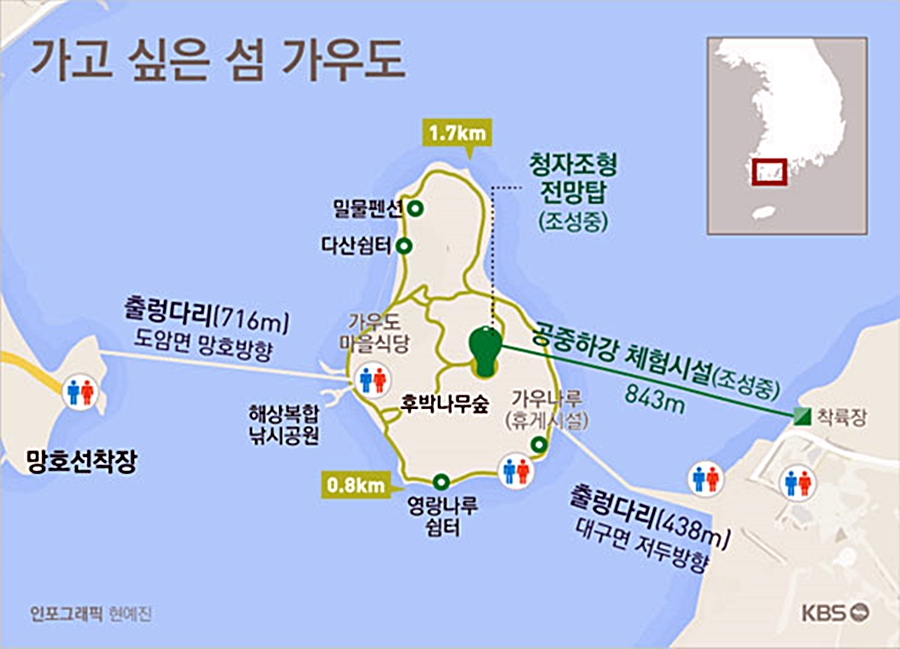 가고 싶은 섬 가우도
1.7km
청자조형
전망탑
(조성중)
밀물펜션
다산쉼터
출렁다리(716m)
도암면 망호방향
가우도
마을식당
공중하강 체험시설(조성중)
843m
후박나무숲
가우나루
(휴게시설)
착륙장
해상복합
낚시공원
망호선착장
0.8km
영랑나루
쉼터
출렁다리(438m)
대구면 저두방향
인포그래픽 현예진
KBS